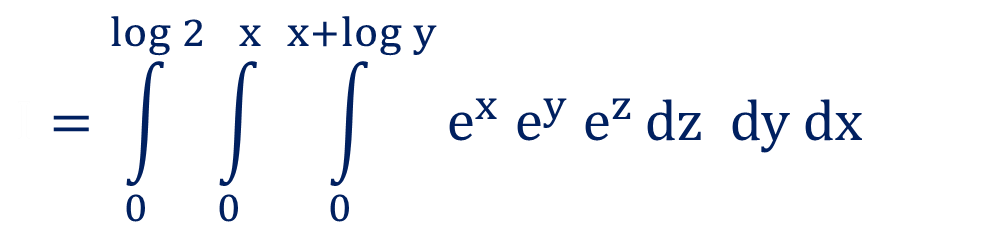 log 2 x x+log y
= ∫ ∫ ∫ eˣ eʸ eᶻ dz dy dx
0 0 0